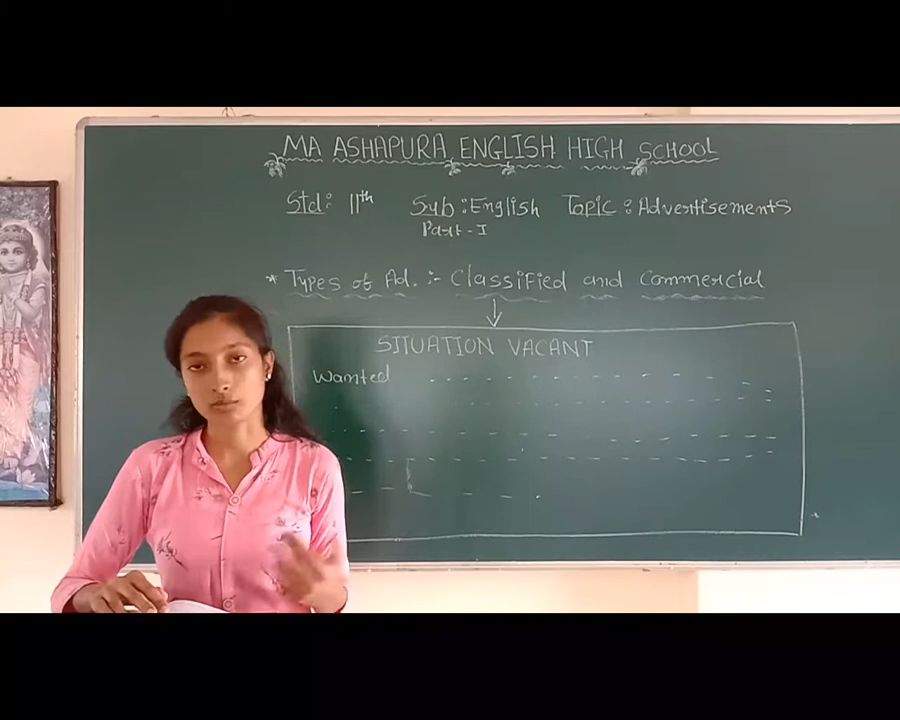 MA ASHAPURA ENGLISH HIGH SCHOOL
Std: 11th Sub: English Topic: Advertisements
Part-I
* Types of Ad. :- Classified and Commercial
SITUATION VACANT
Wanted